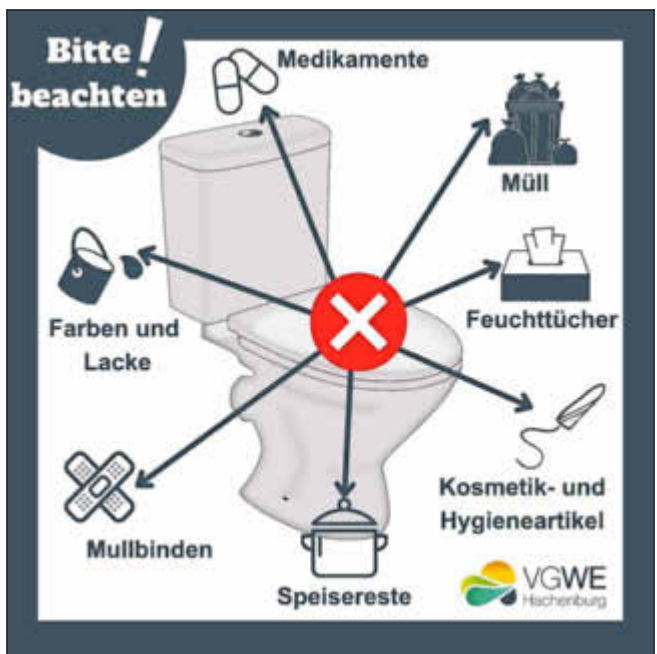 Bitte!
beachten
Medikamente
Müll
Farben und
Lacke
Feuchttücher
Kosmetik- und
Hygieneartikel
Mullbinden
Speisereste
VGWE
Hachenburg